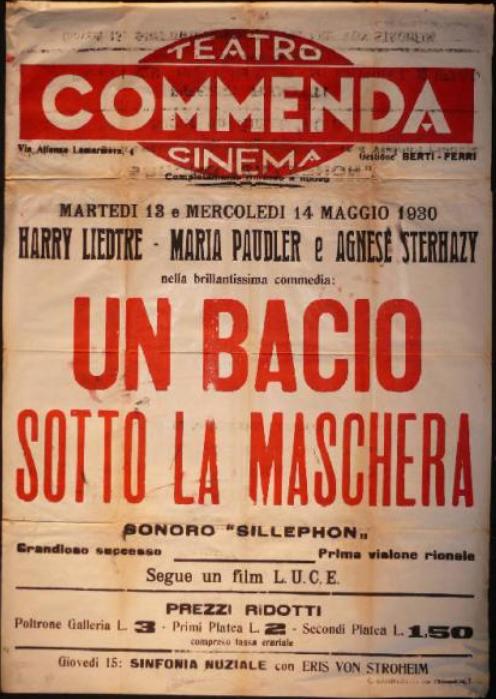 TEATRO
COMMENDA
CINEMA
Via Alfonso Lamarmora, 4
Gestione BERTI - FERRI
MARTEDI 13 e MERCOLEDI 14 MAGGIO 1930
HARRY LIEDTRE - MARIA PAUDLER e AGNESE STERHAZY
nella brillantissima commedia:
UN BACIO
SOTTO LA MASCHERA
SONORO "SILLEPHON"
Grandioso successo Prima visione rionale
Segue un film L.U.C.E.
PREZZI RIDOTTI
Poltrone Galleria L. 3 - Primi Platea L. 2 - Secondi Platea L. 1,50
compreso tassa erariale
Giovedì 15: SINFONIA NUZIALE con ERIS VON STROHEIM